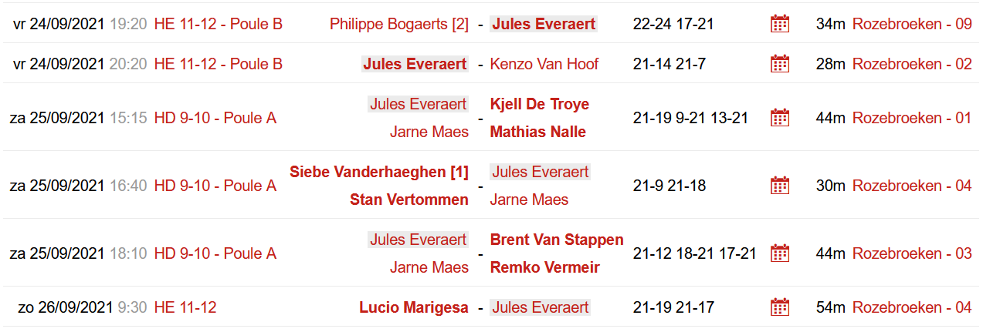 vr 24/09/2021 19:20 HE 11-12 - Poule B Philippe Bogaerts [2] - Jules Everaert 22-24 17-21 34m Rozebroeken - 09
vr 24/09/2021 20:20 HE 11-12 - Poule B Jules Everaert - Kenzo Van Hoof 21-14 21-7 28m Rozebroeken - 02
Jules Everaert Kjell De Troye
za 25/09/2021 15:15 HD 9-10 - Poule A - 21-19 9-21 13-21 44m Rozebroeken - 01
Jarne Maes Mathias Nalle
Siebe Vanderhaeghen [1] Jules Everaert
za 25/09/2021 16:40 HD 9-10 - Poule A - 21-9 21-18 30m Rozebroeken - 04
Stan Vertommen Jarne Maes
Jules Everaert Brent Van Stappen
za 25/09/2021 18:10 HD 9-10 - Poule A - 21-12 18-21 17-21 44m Rozebroeken - 03
Jarne Maes Remko Vermeir
zo 26/09/2021 9:30 HE 11-12 Lucio Marigesa - Jules Everaert 21-19 21-17 54m Rozebroeken - 04